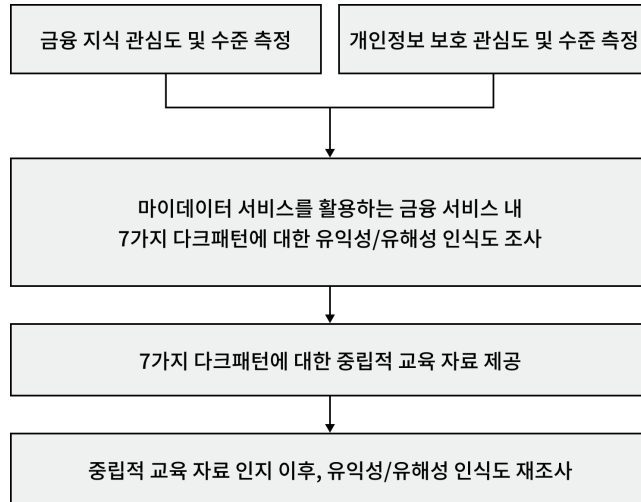 금융 지식 관심도 및 수준 측정
개인정보 보호 관심도 및 수준 측정
마이데이터 서비스를 활용하는 금융 서비스 내
7가지 다크패턴에 대한 유익성/유해성 인식도 조사
7가지 다크패턴에 대한 중립적 교육 자료 제공
중립적 교육 자료 인지 이후, 유익성/유해성 인식도 재조사